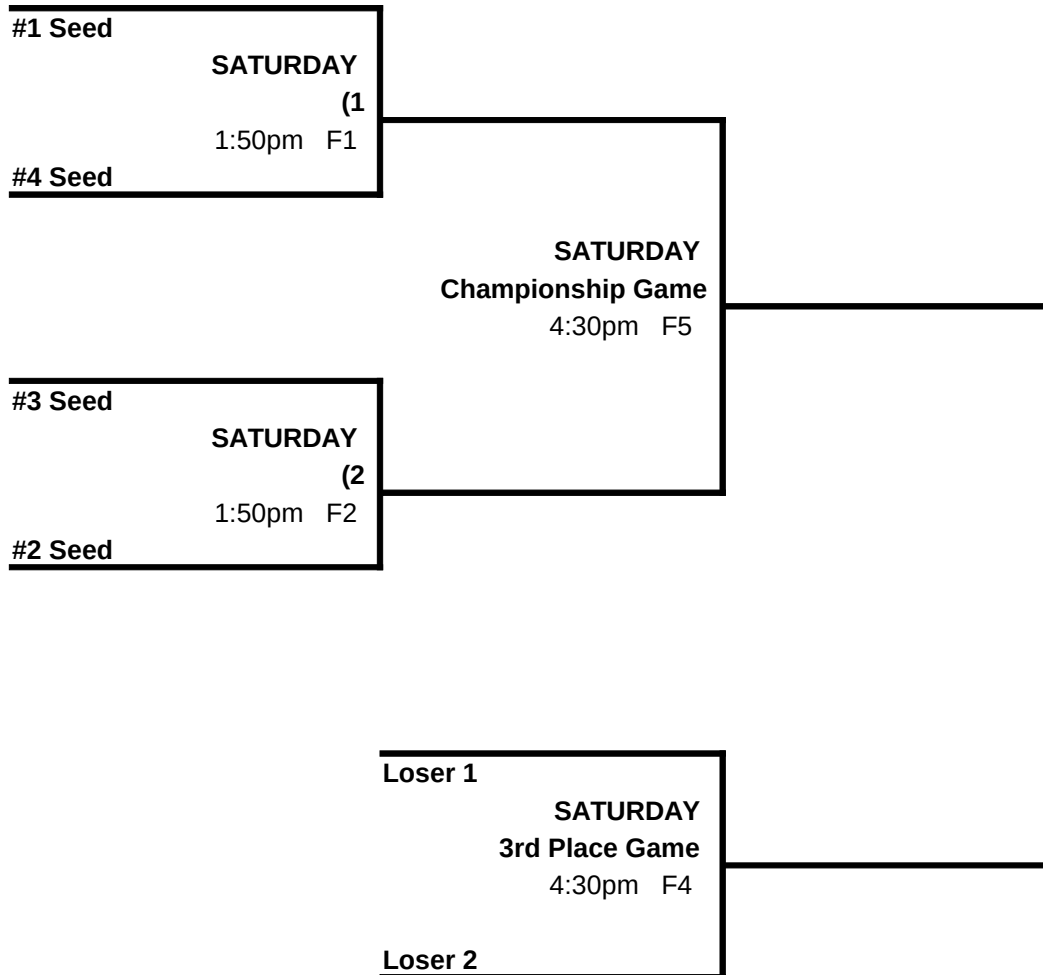 #1 Seed
SATURDAY
(1
1:50pm F1
#4 Seed
SATURDAY
Championship Game
4:30pm F5
#3 Seed
SATURDAY
(2
1:50pm F2
#2 Seed
Loser 1
SATURDAY
3rd Place Game
4:30pm F4
Loser 2